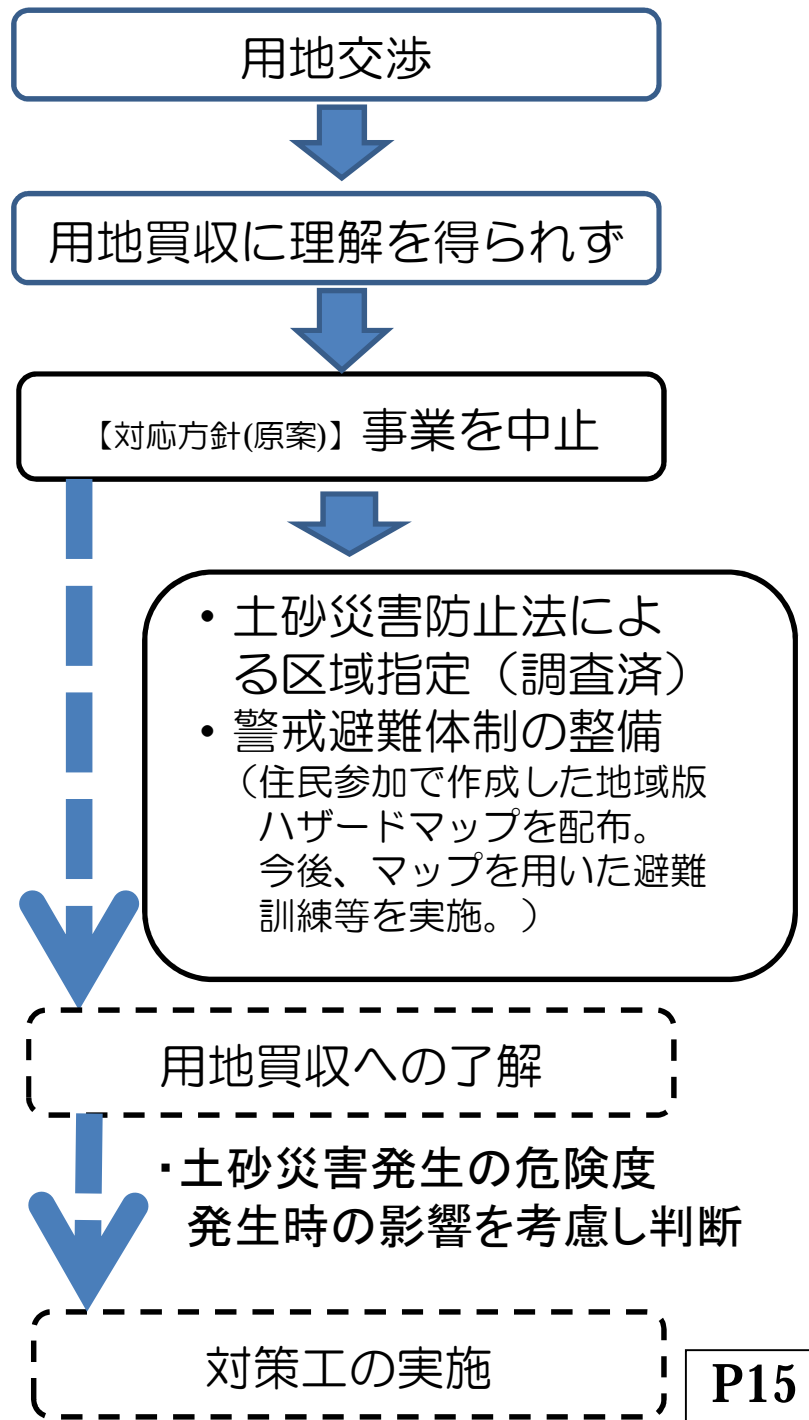 用地交渉
用地買収に理解を得られず
【対応方針(原案)】事業を中止
・土砂災害防止法によ
る区域指定（調査済）
・警戒避難体制の整備
（住民参加で作成した地域版
ハザードマップを配布。
今後、マップを用いた避難
訓練等を実施。）
用地買収への了解
・土砂災害発生の危険度
発生時の影響を考慮し判断
対策工の実施
P15